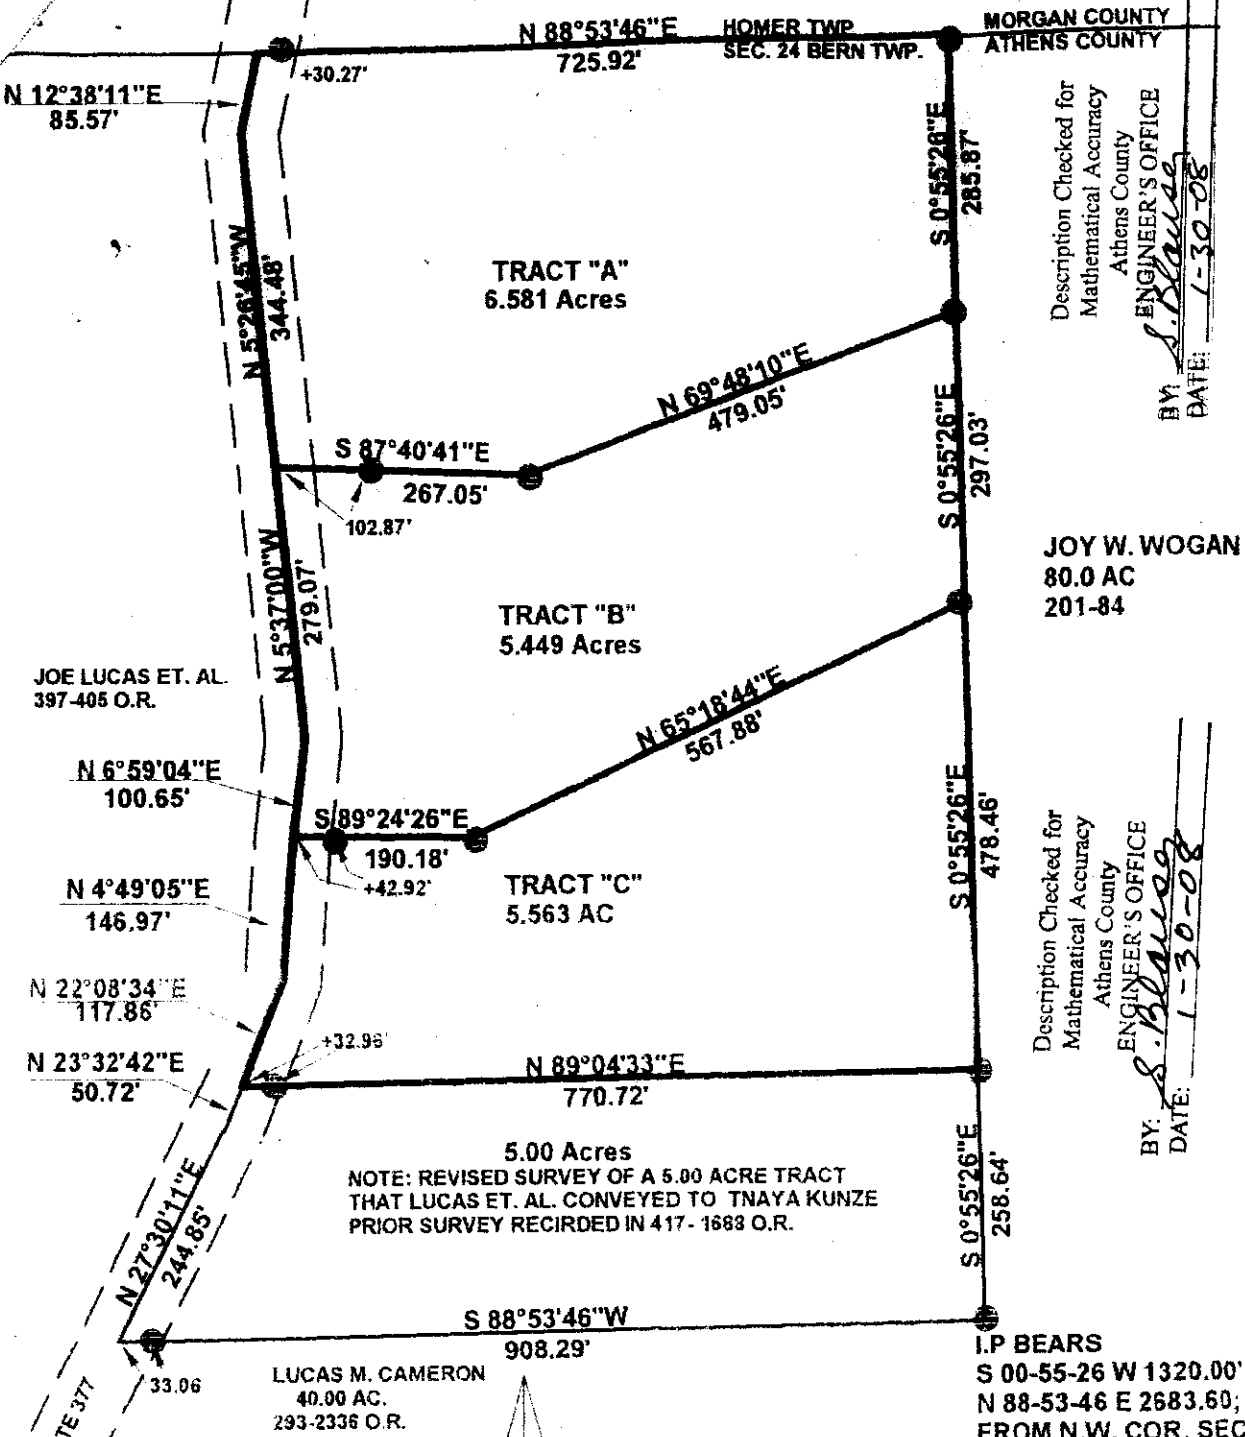 N 88°53'46"E
725.92'
HOMER TWP
SEC. 24 BERN TWP.
MORGAN COUNTY
ATHENS COUNTY
+30.27'
N 12°38'11"E
85.57'
S 0°55'26"E
285.87'
Description Checked for
Mathematical Accuracy
Athens County
ENGINEER'S OFFICE
BY: S. Blause
DATE: 1-30-08
N 5°26'45"W
344.48'
TRACT "A"
6.581 Acres
N 69°48'10"E
479.05'
S 87°40'41"E
267.05'
102.87'
S 0°55'26"E
297.03'
JOY W. WOGAN
80.0 AC
201-84
N 5°37'00"W
279.07'
TRACT "B"
5.449 Acres
JOE LUCAS ET. AL.
397-405 O.R.
N 65°18'44"E
567.88'
N 6°59'04"E
100.65'
S 89°24'26"E
190.18'
+42.92'
TRACT "C"
5.563 AC
S 0°55'26"E
478.46'
N 4°49'05"E
146.97'
N 22°08'34"E
117.86'
Description Checked for
Mathematical Accuracy
Athens County
ENGINEER'S OFFICE
BY: S. Blause
DATE: 1-30-08
+32.96'
N 23°32'42"E
50.72'
N 89°04'33"E
770.72'
5.00 Acres
NOTE: REVISED SURVEY OF A 5.00 ACRE TRACT
THAT LUCAS ET. AL. CONVEYED TO TNAYA KUNZE
PRIOR SURVEY RECIRDED IN 417-1683 O.R.
S 0°55'26"E
258.64'
N 27°30'11"E
244.85'
S 88°53'46"W
908.29'
33.06
TE 377
LUCAS M. CAMERON
40.00 AC.
293-2336 O.R.
I.P BEARS
S 00-55-26 W 1320.00'
N 88-53-46 E 2683.60;
FROM N.W. COR. SEC